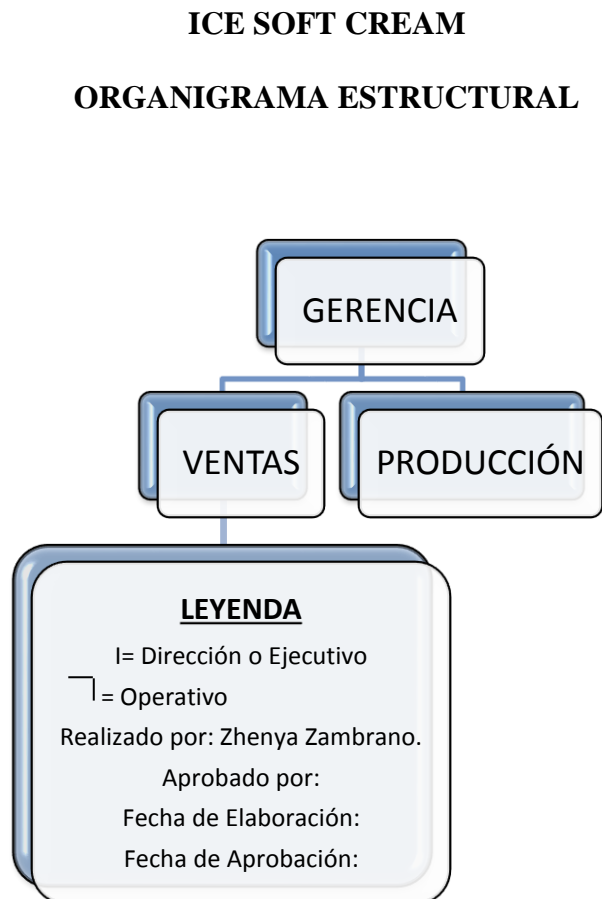 ICE SOFT CREAM
ORGANIGRAMA ESTRUCTURAL
GERENCIA
VENTAS
PRODUCCIÓN
LEYENDA
I= Dirección o Ejecutivo
= Operativo
Realizado por: Zhenya Zambrano.
Aprobado por:
Fecha de Elaboración:
Fecha de Aprobación: